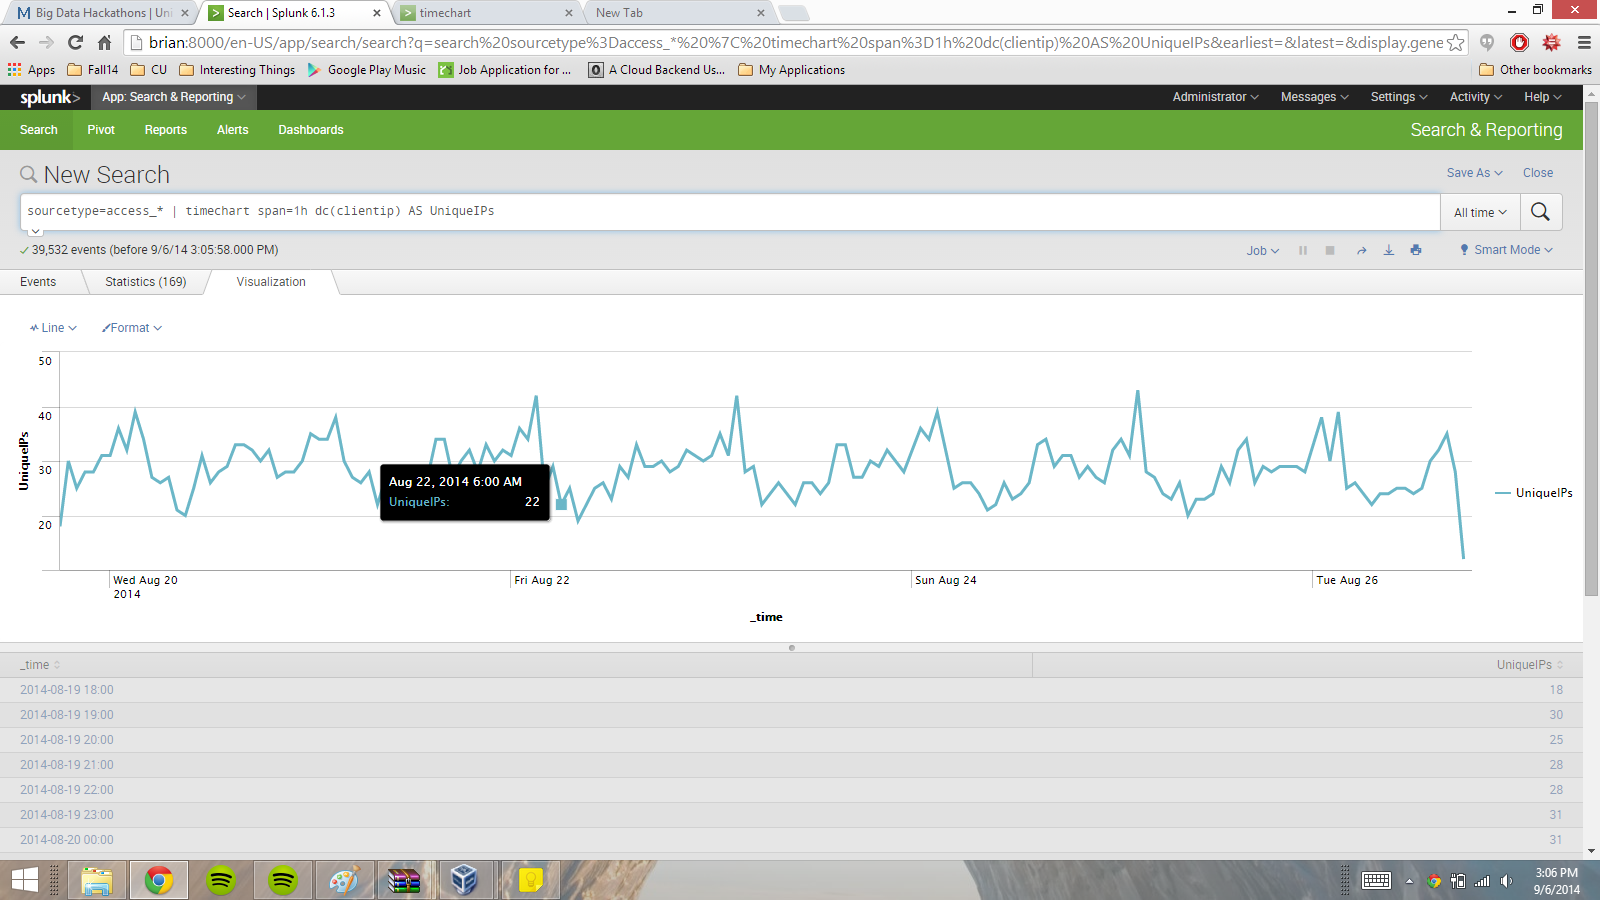 Big Data Hackathons | Uni
Search | Splunk 6.1.3
timechart
New Tab
brian:8000/en-US/app/search/search?q=search%20sourcetype%3Daccess_*%20%7C%20timechart%20span%3D1h%20dc(clientip)%20AS%20UniqueIPs&earliest=&latest=&display.gene
Apps Fall14 CU Interesting Things Google Play Music Job Application for ... A Cloud Backend Us... My Applications Other bookmarks
splunk> App: Search & Reporting Administrator Messages Settings Activity Help
Search Pivot Reports Alerts Dashboards Search & Reporting
New Search Save As Close
sourcetype=access_* | timechart span=1h dc(clientip) AS UniqueIPs All time
39,532 events (before 9/6/14 3:05:58.000 PM) Job Smart Mode
Events Statistics (169) Visualization
Line Format
50
40
30
20
UniqueIPs
Aug 22, 2014 6:00 AM
UniqueIPs: 22
UniqueIPs
Wed Aug 20
2014
Fri Aug 22
Sun Aug 24
Tue Aug 26
_time
_time UniqueIPs
2014-08-19 18:00 18
2014-08-19 19:00 30
2014-08-19 20:00 25
2014-08-19 21:00 28
2014-08-19 22:00 28
2014-08-19 23:00 31
2014-08-20 00:00 31
3:06 PM
9/6/2014